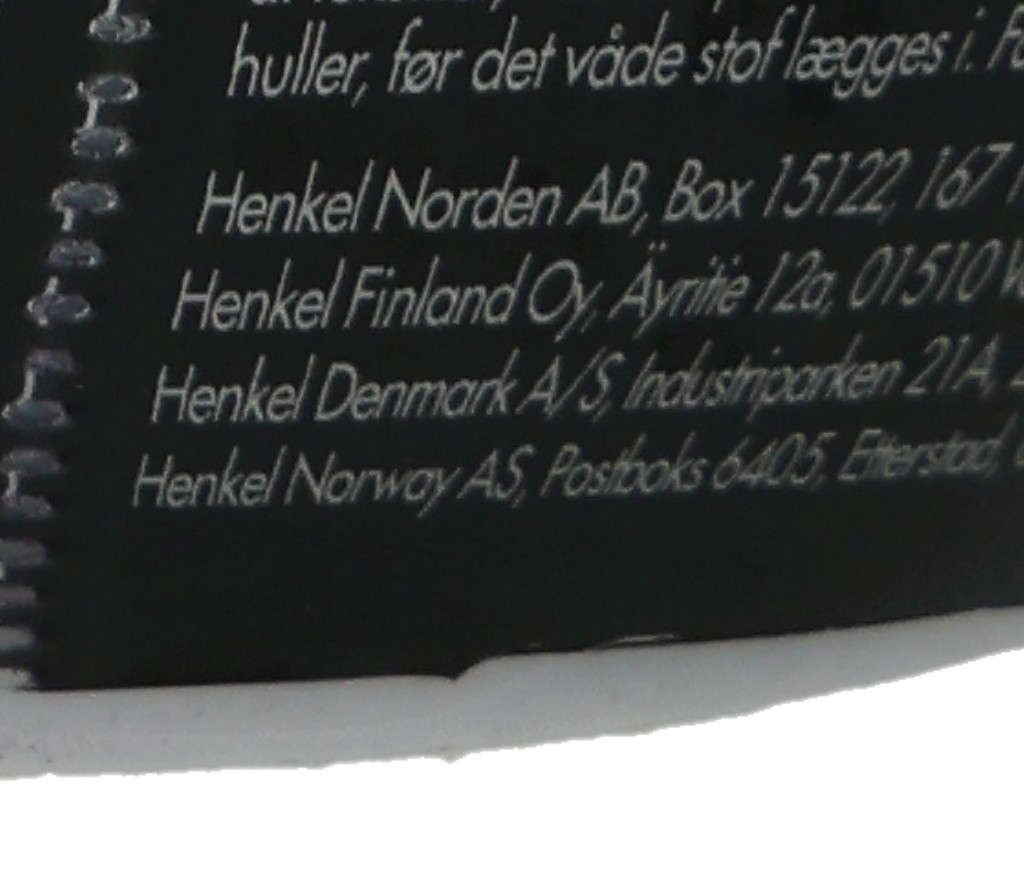 huller, før det våde stof lægges i.
Henkel Norden AB, Box 15122, 167
Henkel Finland Oy, Äyritie 12a, 01510
Henkel Denmark A/S, Industriparken 21A,
Henkel Norway AS, Postboks 6405, Etterstad,